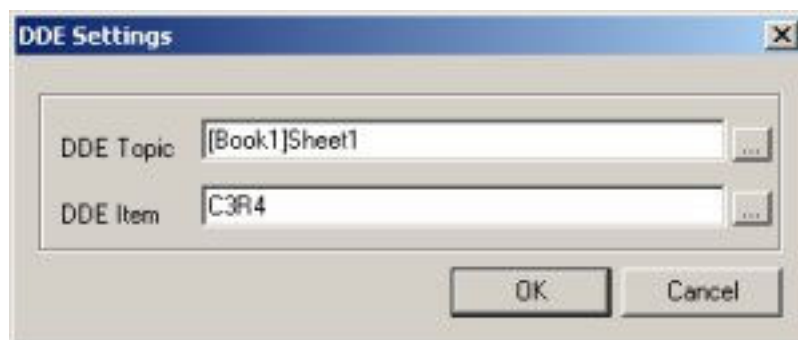 DDE Settings
DDE Topic [Book1]Sheet1 ...
DDE Item C3R4 ...
OK Cancel